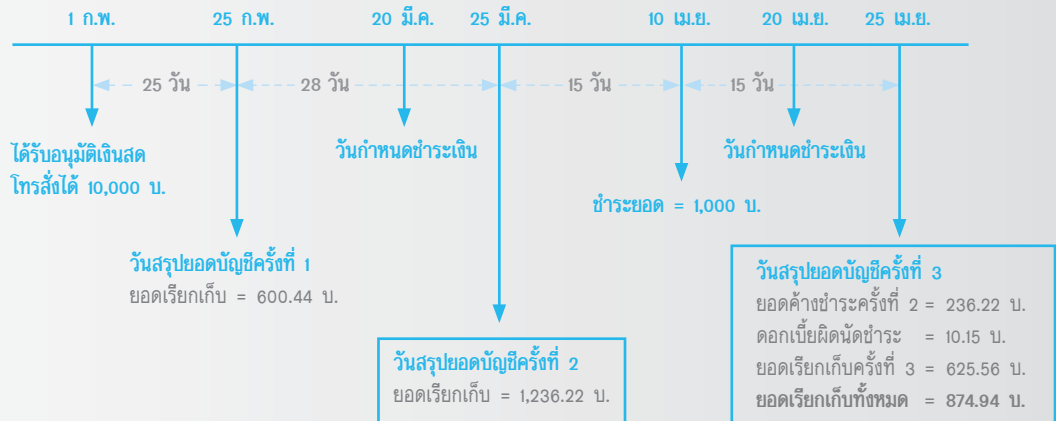 1 ก.พ. 25 ก.พ. 20 มี.ค. 25 มี.ค. 10 เม.ย. 20 เม.ย. 25 เม.ย.
25 วัน 28 วัน 15 วัน 15 วัน
ได้รับอนุมัติเงินสด
โทรสั่งได้ 10,000 บ.
วันกำหนดชำระเงิน
วันกำหนดชำระเงิน
ชำระยอด = 1,000 บ.
วันสรุปยอดบัญชีครั้งที่ 1
ยอดเรียกเก็บ = 600.44 บ.
วันสรุปยอดบัญชีครั้งที่ 2
ยอดเรียกเก็บ = 1,236.22 บ.
วันสรุปยอดบัญชีครั้งที่ 3
ยอดค้างชำระครั้งที่ 2 = 236.22 บ.
ดอกเบี้ยผิดนัดชำระ = 10.15 บ.
ยอดเรียกเก็บครั้งที่ 3 = 625.56 บ.
ยอดเรียกเก็บทั้งหมด = 874.94 บ.